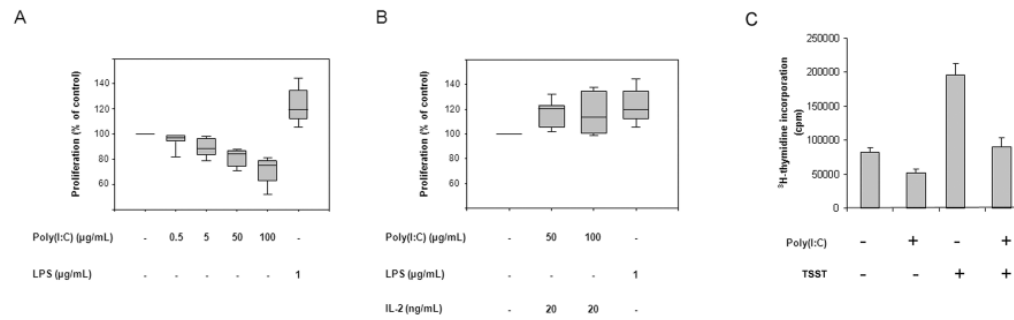 A
Proliferation (% of control)
140
120
100
80
60
Poly(I:C) (µg/mL) - 0.5 5 50 100 -
LPS (µg/mL) - - - - - 1
B
Proliferation (% of control)
140
120
100
80
60
Poly(I:C) (µg/mL) - 50 100 -
LPS (µg/mL) - - - 1
IL-2 (ng/mL) - 20 20 -
C
³H-thymidine incorporation
(cpm)
250000
200000
150000
100000
50000
0
Poly(I:C) - + - +
TSST - - + +